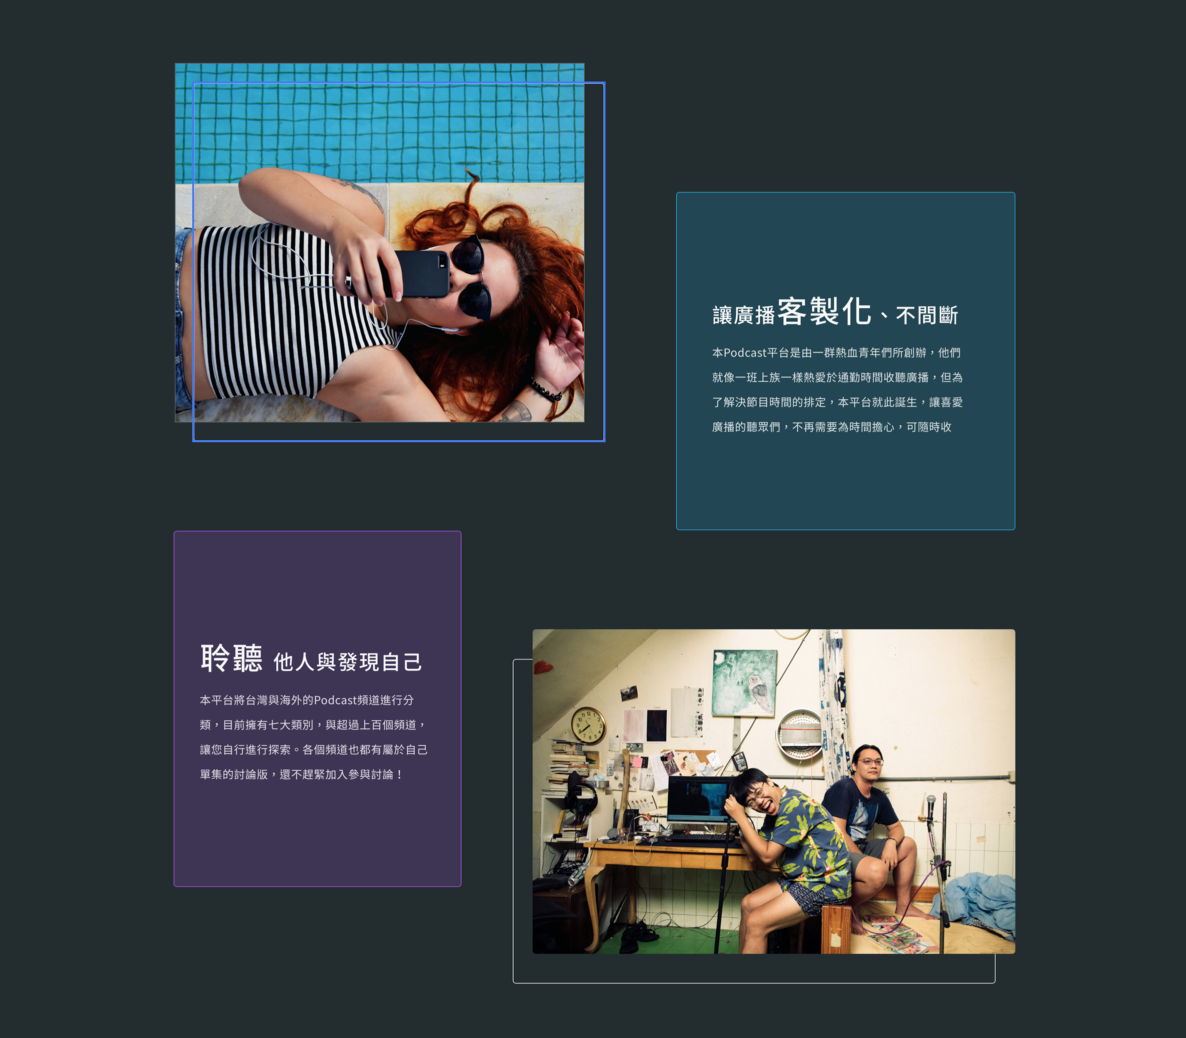 讓廣播客製化、不間斷
本Podcast平台是由一群熱血青年們所創辦，他們
就像一班上族一樣熱愛於通勤時間收聽廣播，但為
了解決節目時間的排定，本平台就此誕生，讓喜愛
廣播的聽眾們，不再需要為時間擔心，可隨時收
聆聽 他人與發現自己
本平台將台灣與海外的Podcast頻道進行分
類，目前擁有七大類別，與超過上百個頻道，
讓您自行進行探索。各個頻道也都有屬於自己
單集的討論版，還不趕緊加入參與討論！